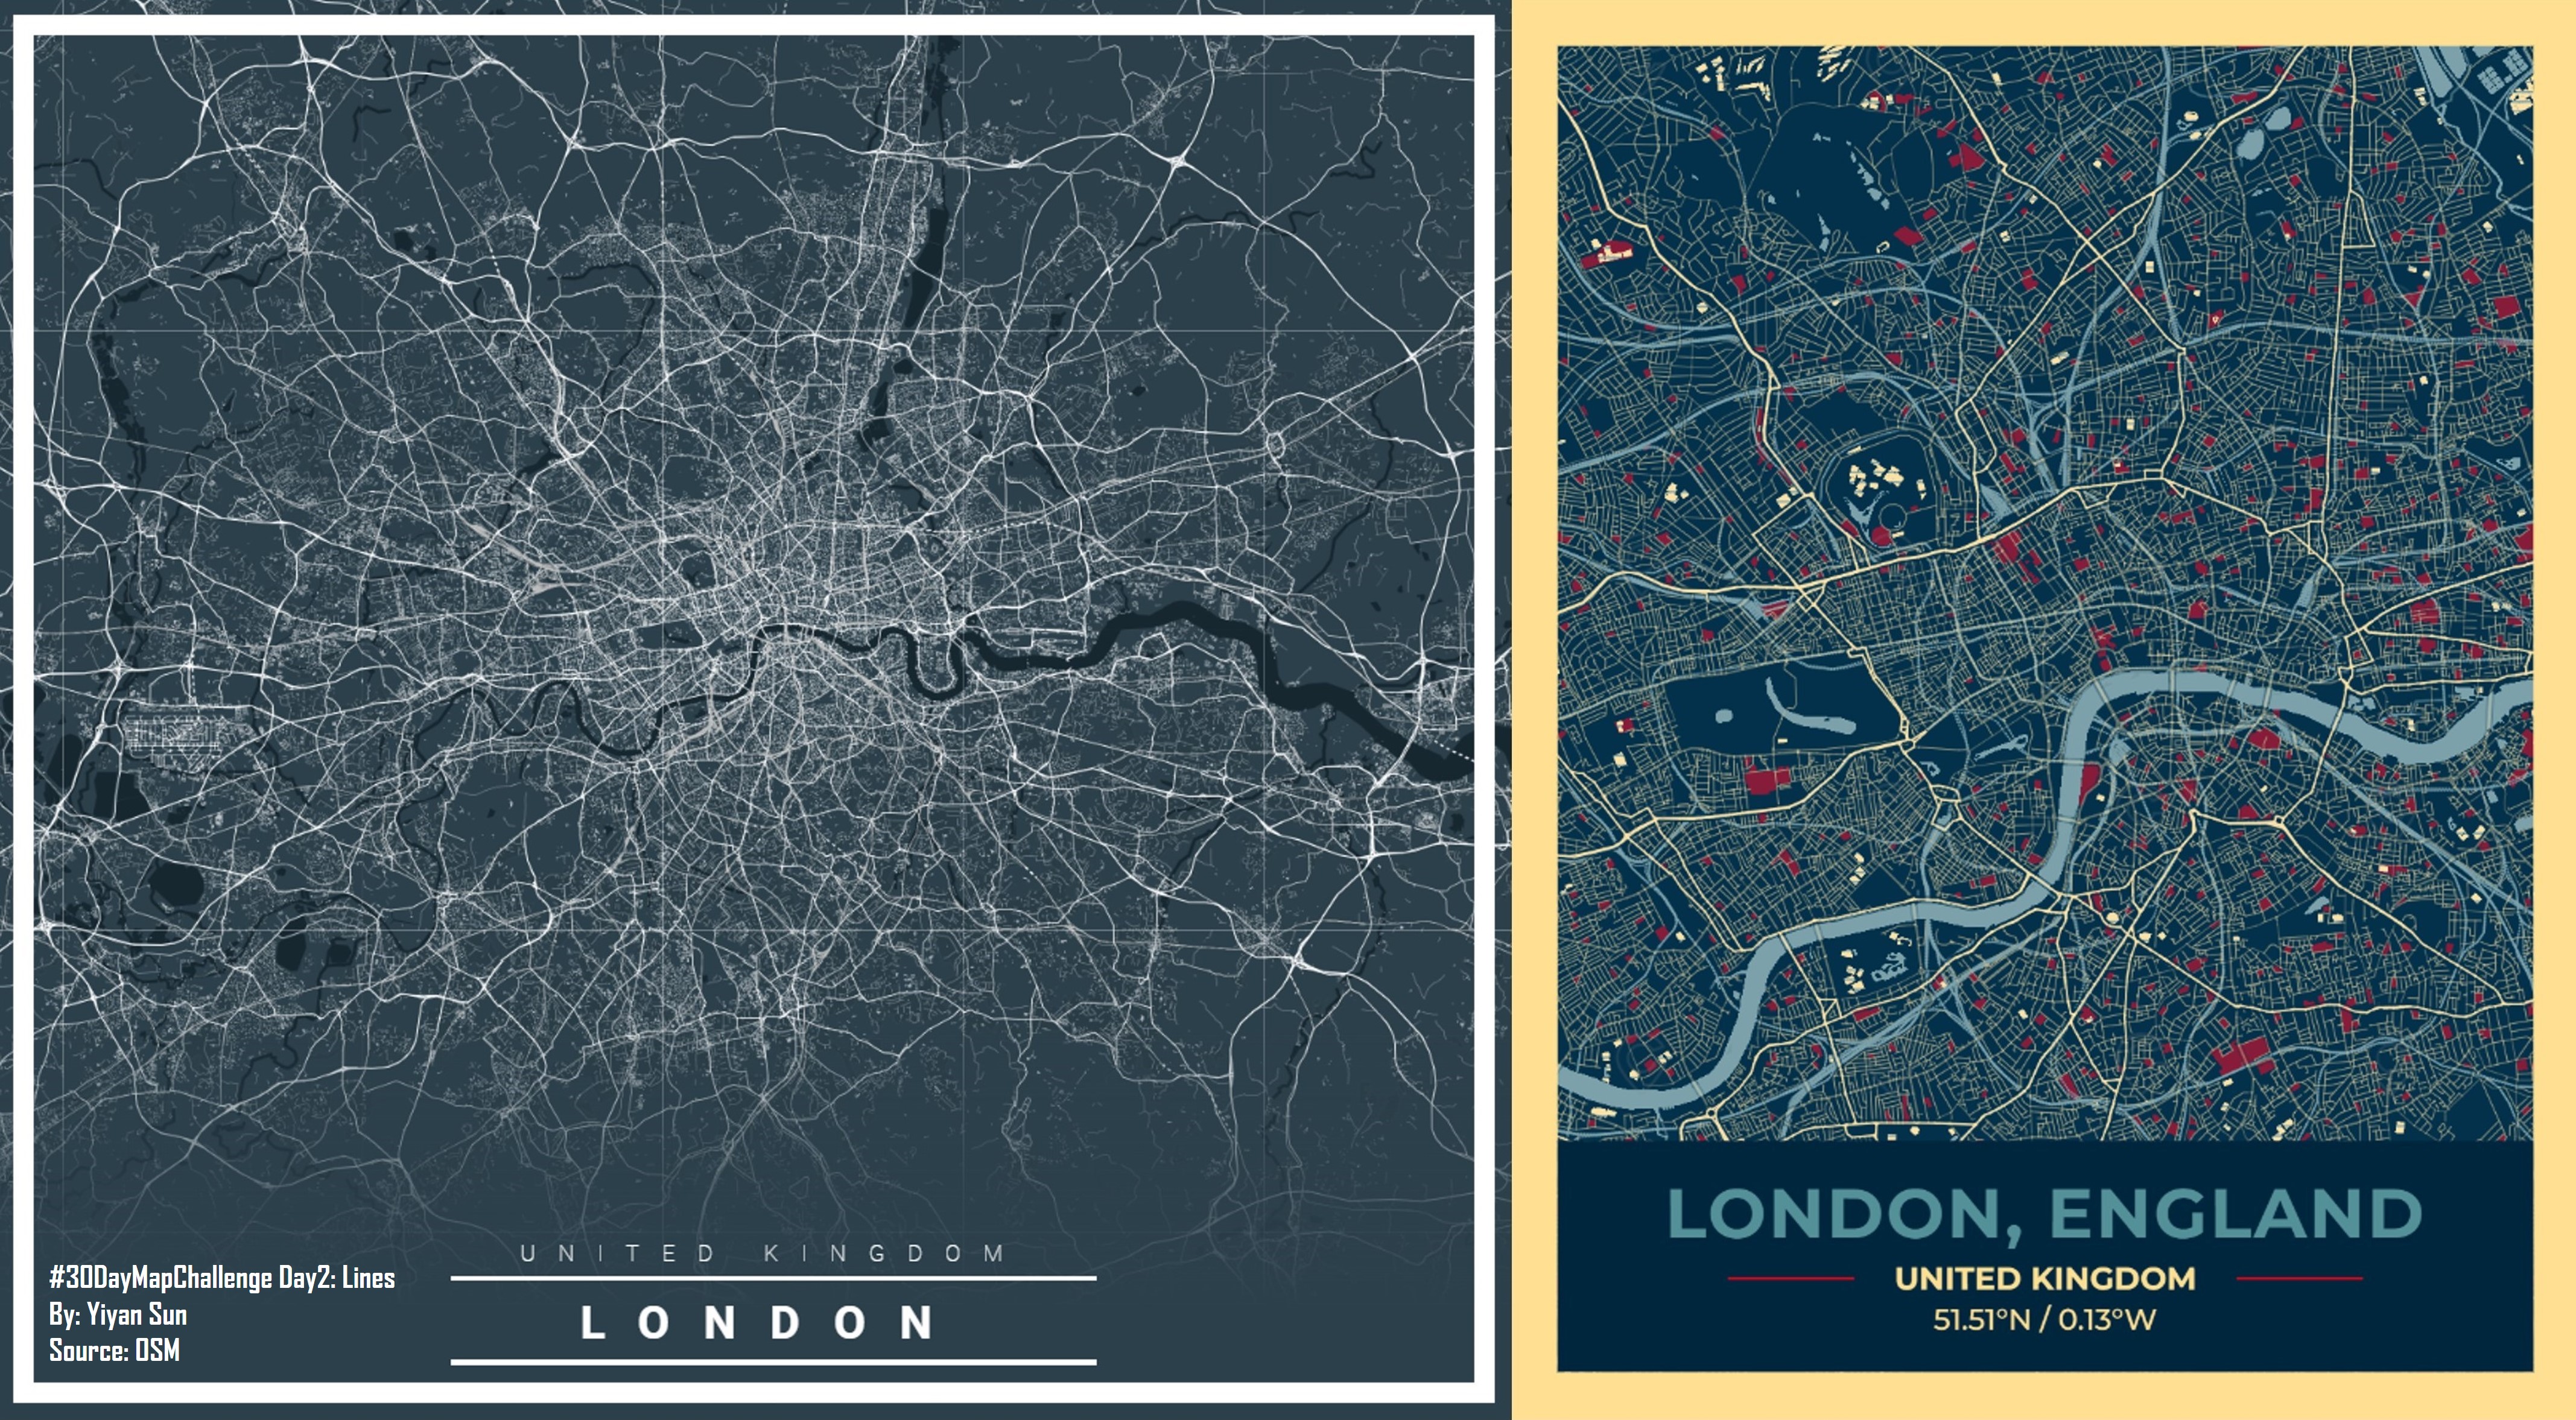 UNITED KINGDOM
LONDON
#30DayMapChallenge Day2: Lines
By: Yiyan Sun
Source: OSM
LONDON, ENGLAND
UNITED KINGDOM
51.51°N / 0.13°W